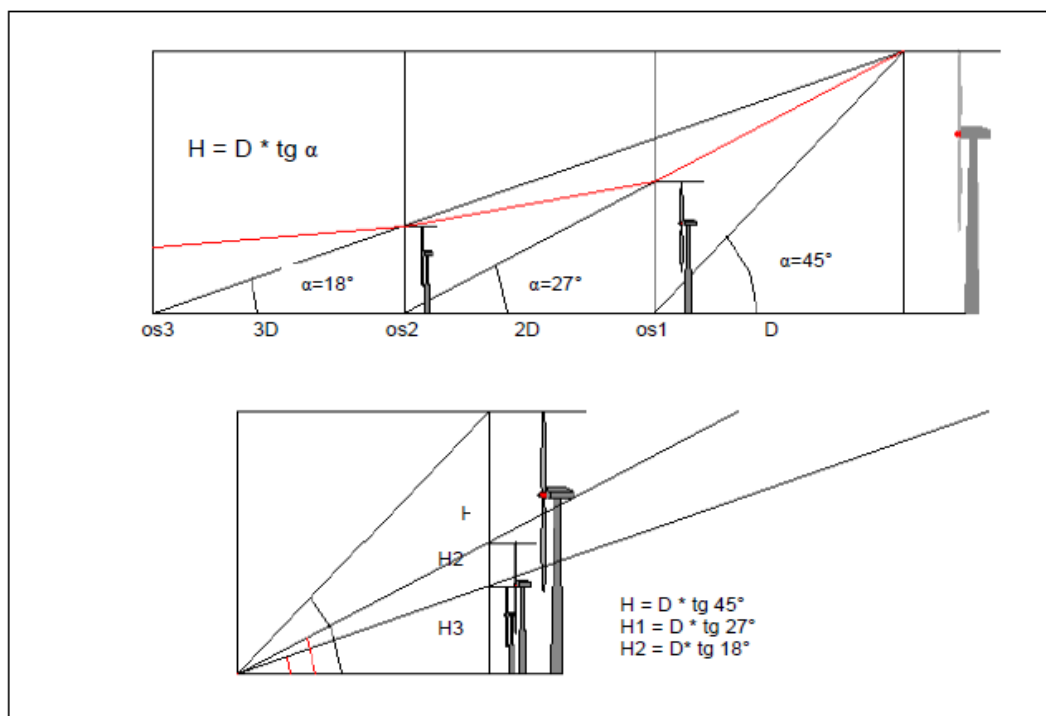 H = D * tg α
α=18°
α=27°
α=45°
os3
3D
os2
2D
os1
D
H
H2
H3
H = D * tg 45°
H1 = D * tg 27°
H2 = D* tg 18°